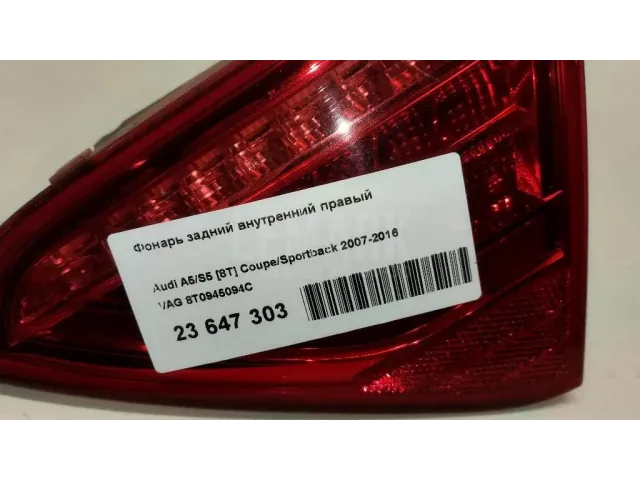 Фонарь задний внутренний правый
Audi A5/S5 [8T] Coupe/Sportback 2007-2016
VAG 8T0945094C
23 647 303